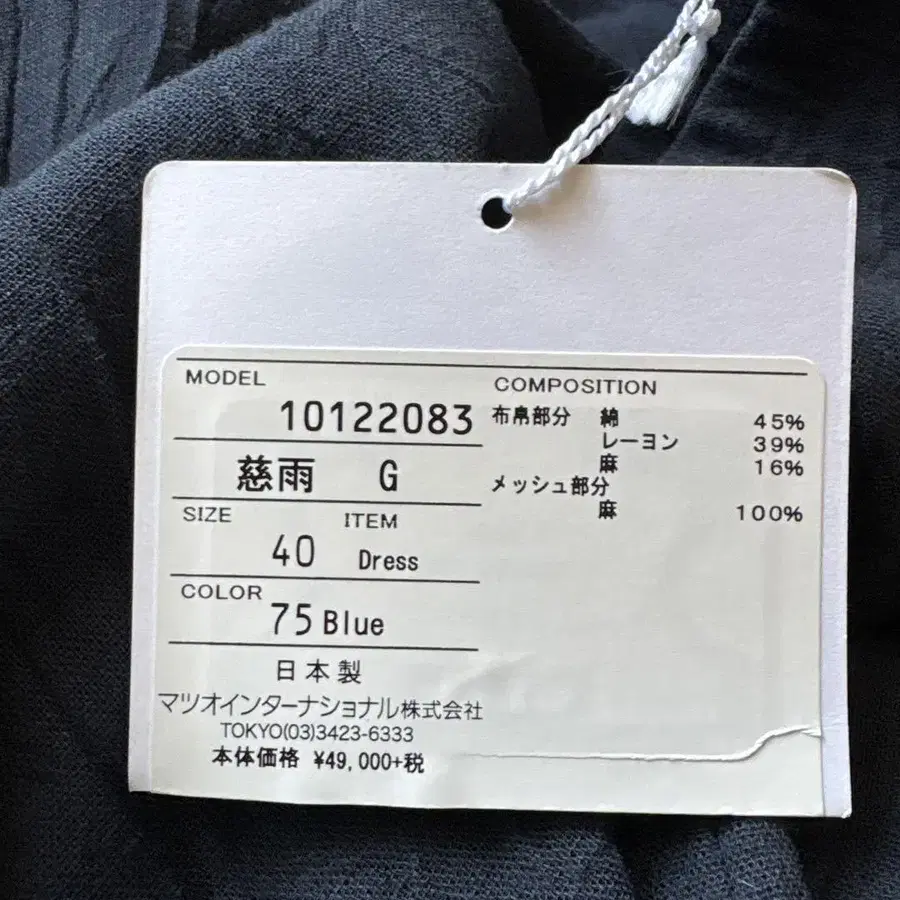 MODEL
10122083
慈雨 G
SIZE ITEM
40 Dress
COLOR
75 Blue
日本製
マツオインターナショナル株式会社
TOKYO(03)3423-6333
本体価格 ¥49,000+税
COMPOSITION
布帛部分 綿 45%
レーヨン 39%
麻 16%
メッシュ部分
麻 100%